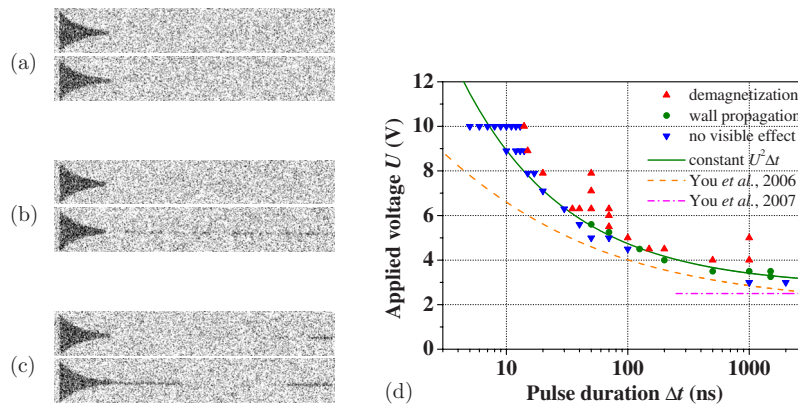 (a)
(b)
(c)
(d)
Applied voltage U (V)
12
10
8
6
4
2
0
demagnetization
wall propagation
no visible effect
constant U²Δt
You et al., 2006
You et al., 2007
10
100
1000
Pulse duration Δt (ns)